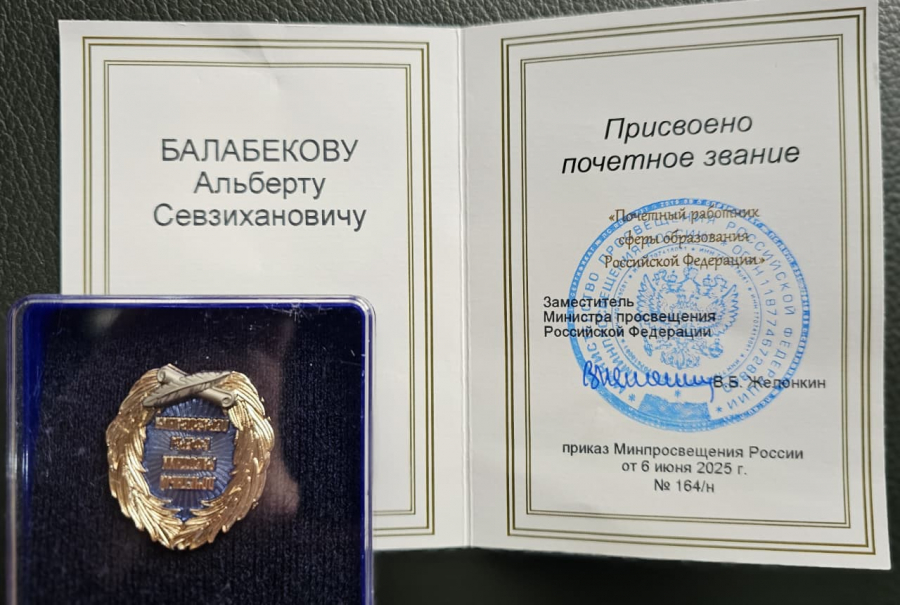 БАЛАБЕКОВУ
Альберту
Севзихановичу
Присвоено
почетное звание
«Почетный работник
сферы образования
Российской Федерации»
Заместитель
Министра просвещения
Российской Федерации
В.Б. Желонкин
приказ Минпросвещения России
от 6 июня 2025 г.
№ 164/н